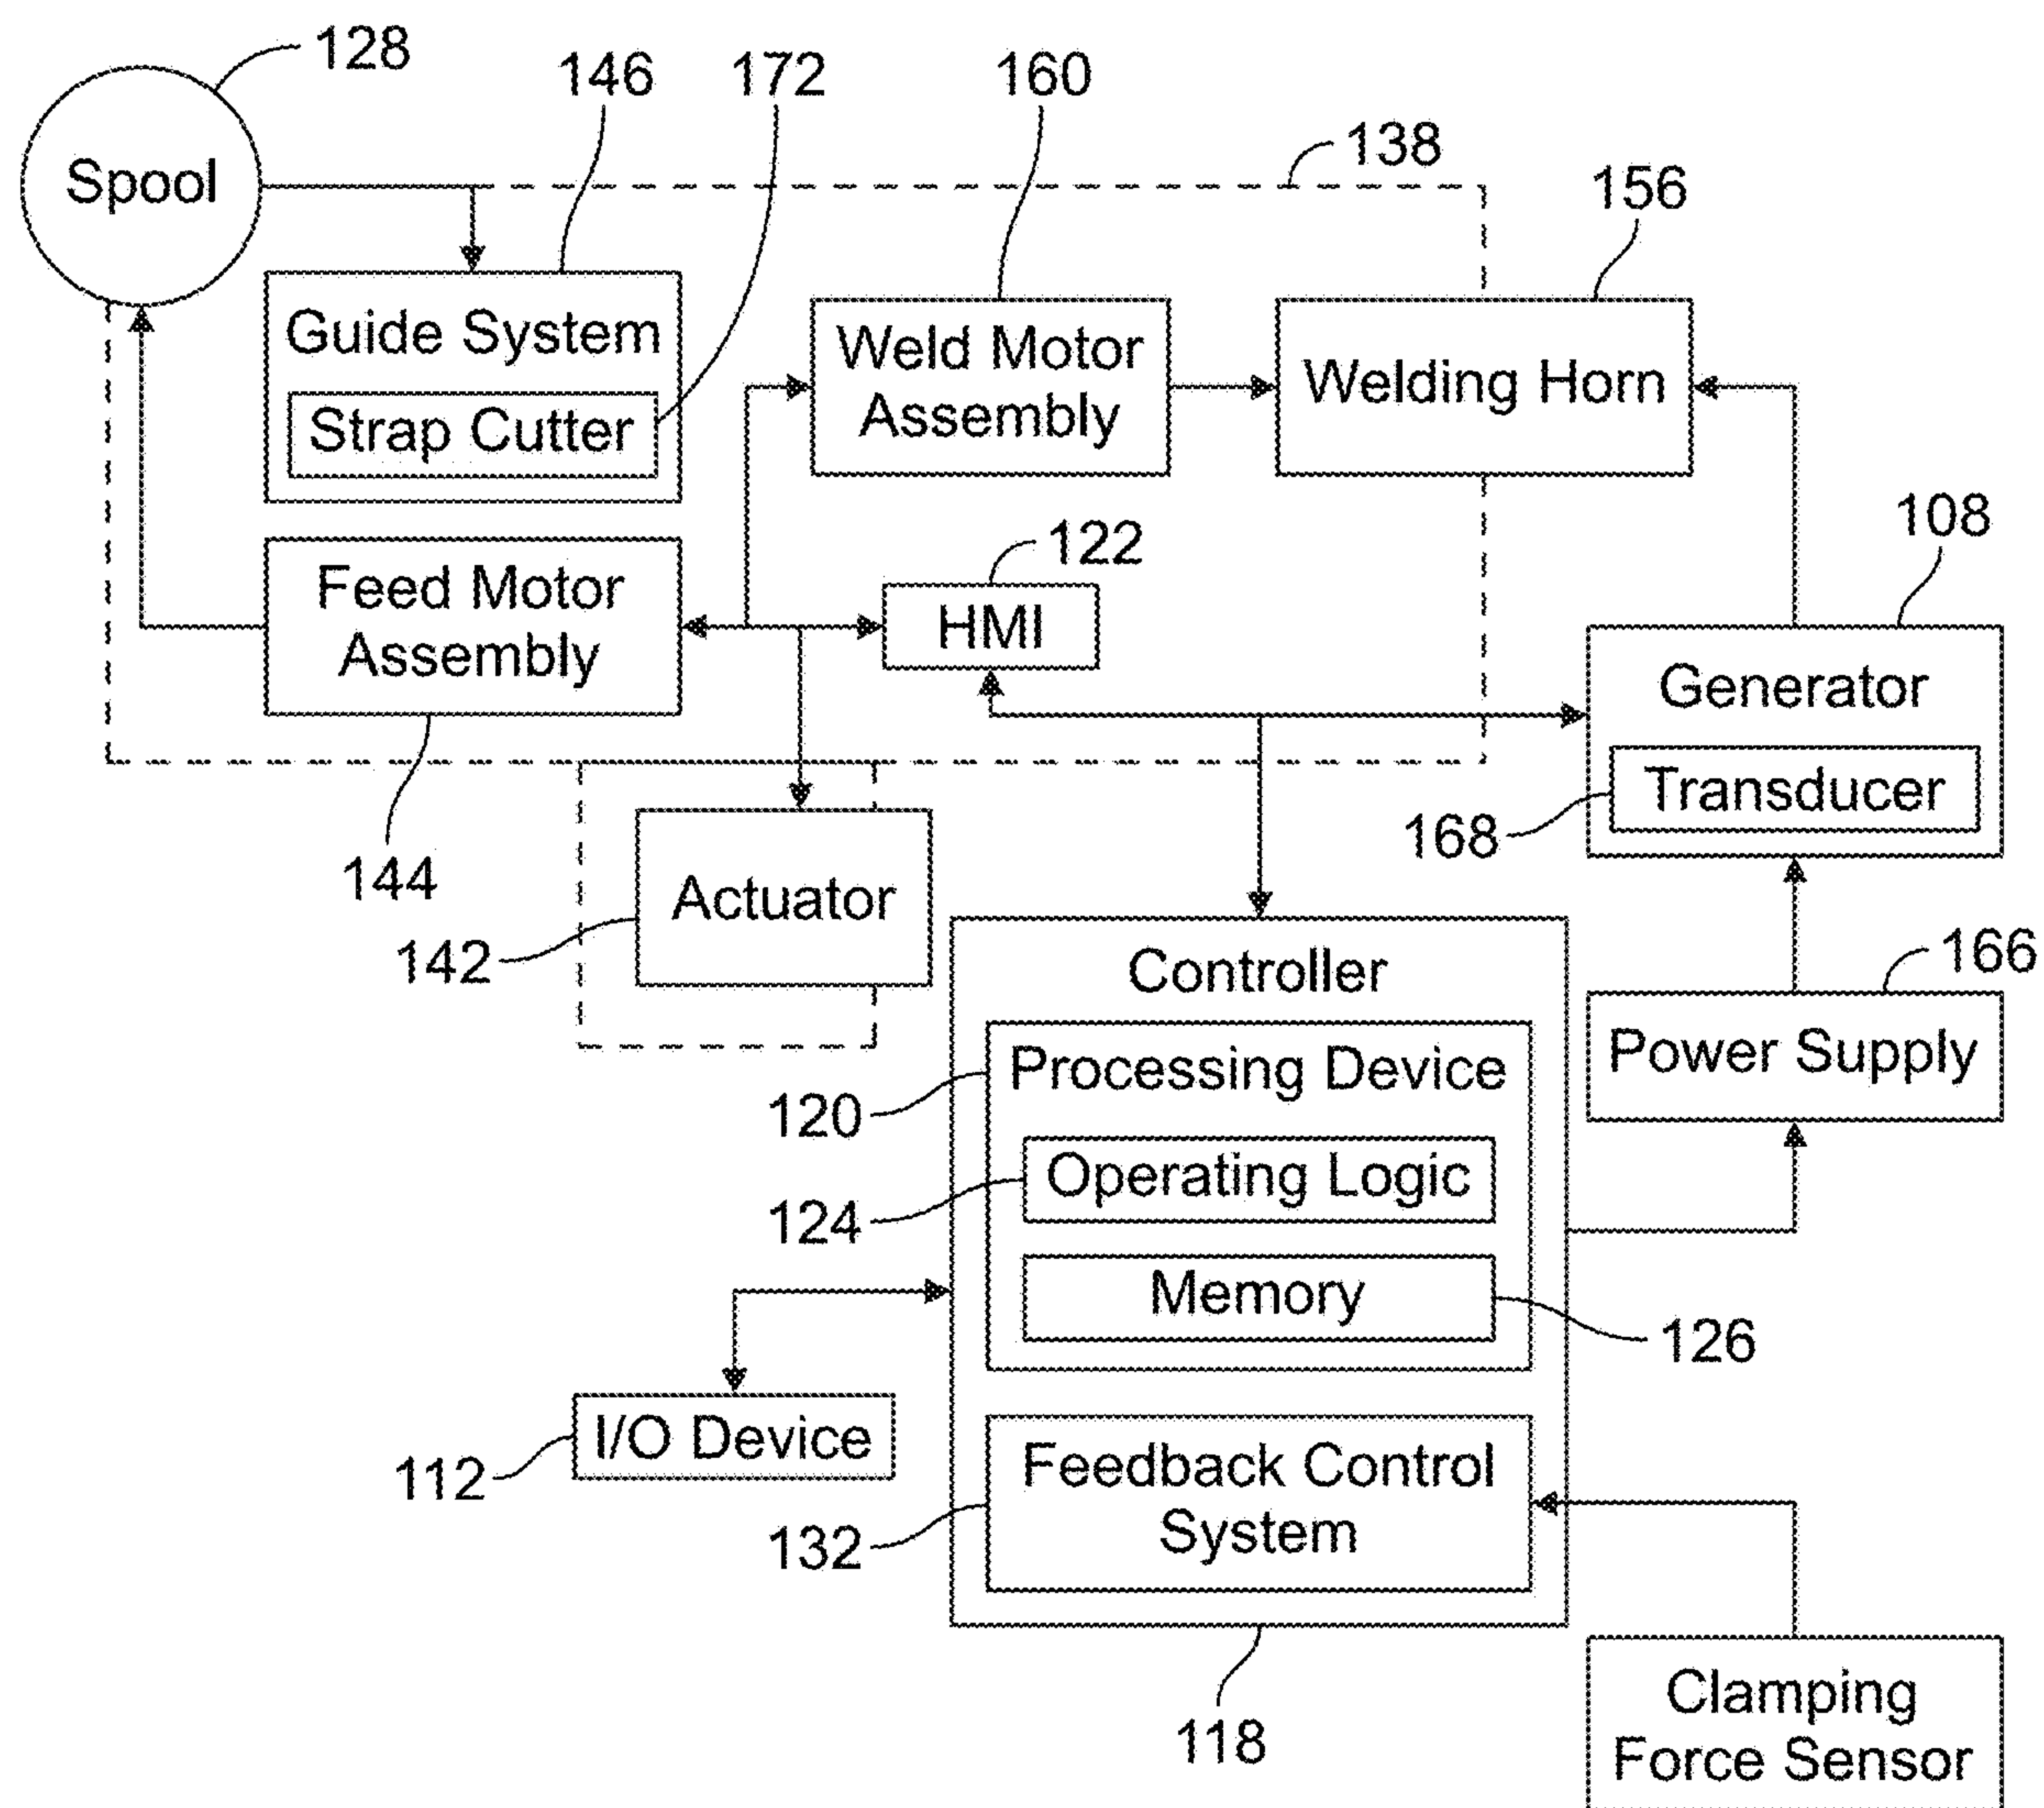 128
146
172
160
138
156
Spool
Guide System
Strap Cutter
Weld Motor
Assembly
Welding Horn
108
122
Feed Motor
Assembly
HMI
Generator
Transducer
168
144
Actuator
142
166
Controller
Power Supply
Processing Device
120
Operating Logic
124
Memory
126
I/O Device
112
Feedback Control
System
132
118
Clamping
Force Sensor